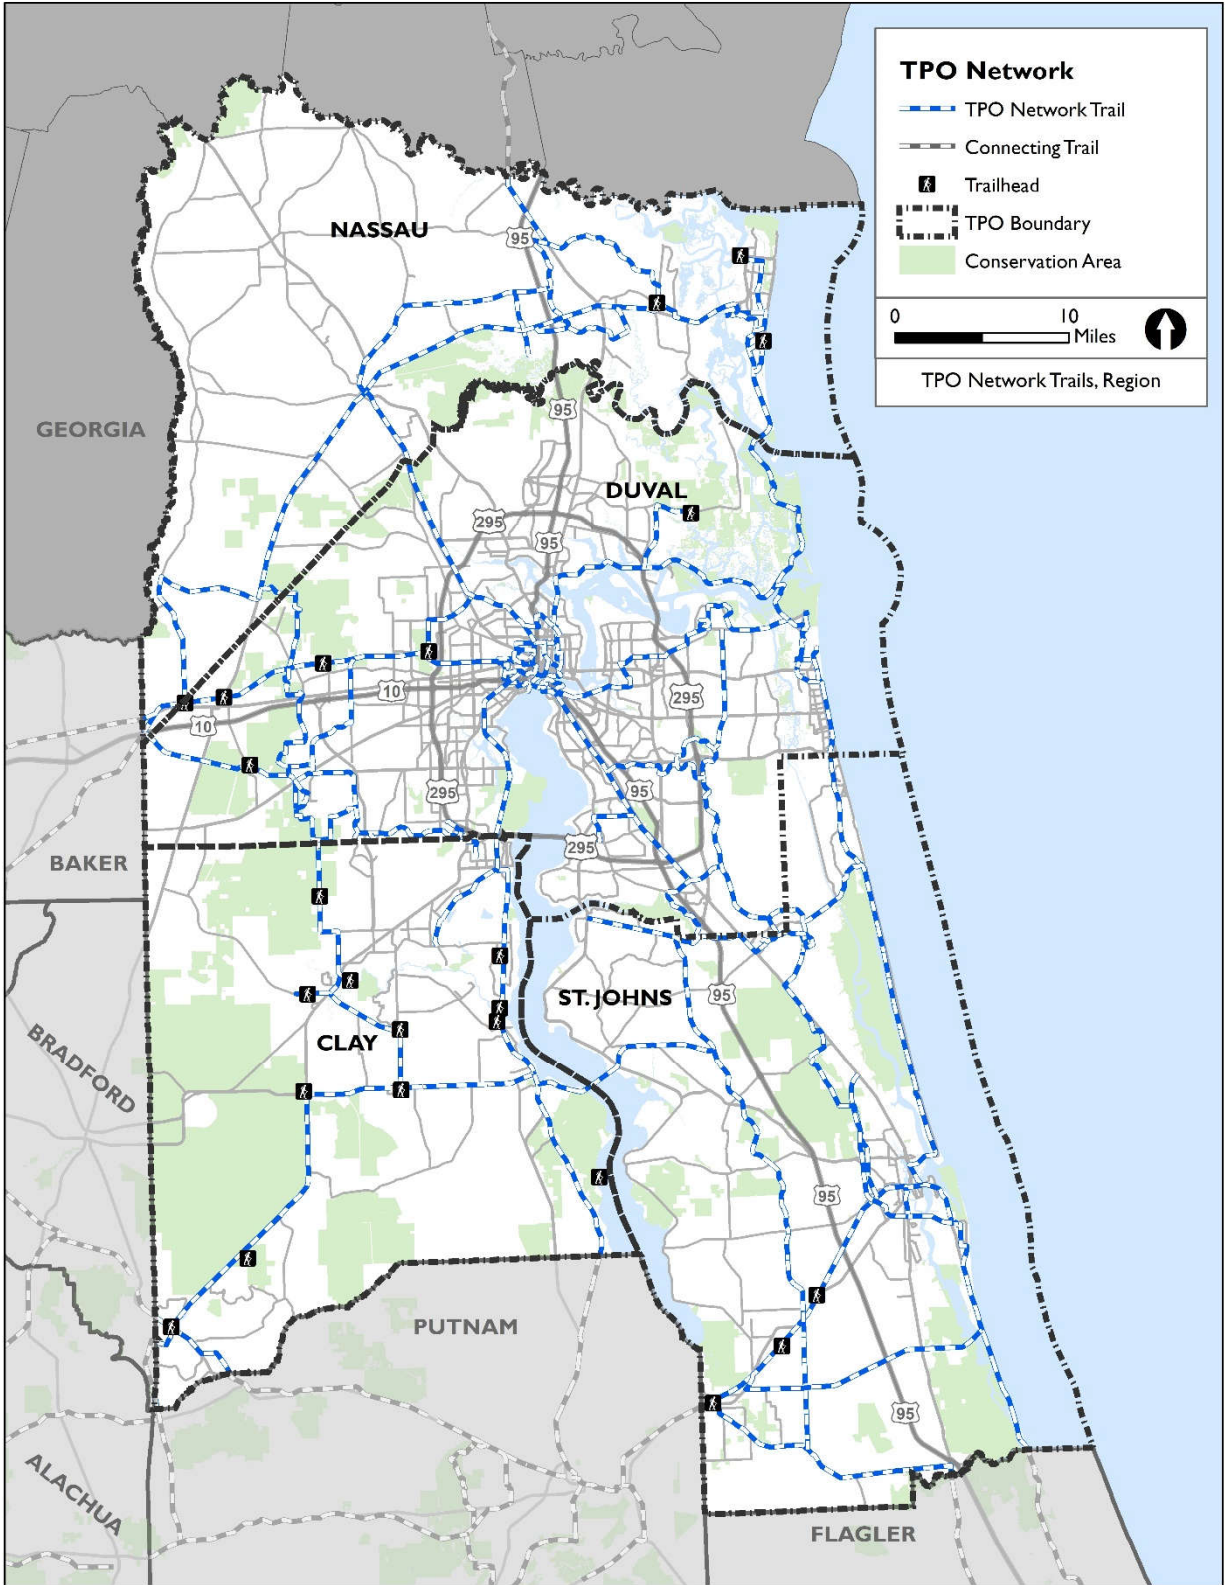 TPO Network
TPO Network Trail
Connecting Trail
Trailhead
TPO Boundary
Conservation Area
0 10
Miles
TPO Network Trails, Region
NASSAU
95
GEORGIA
95
DUVAL
295
95
10
295
10
295
95
295
BAKER
ST. JOHNS
95
CLAY
BRADFORD
95
PUTNAM
95
ALACHUA
FLAGLER